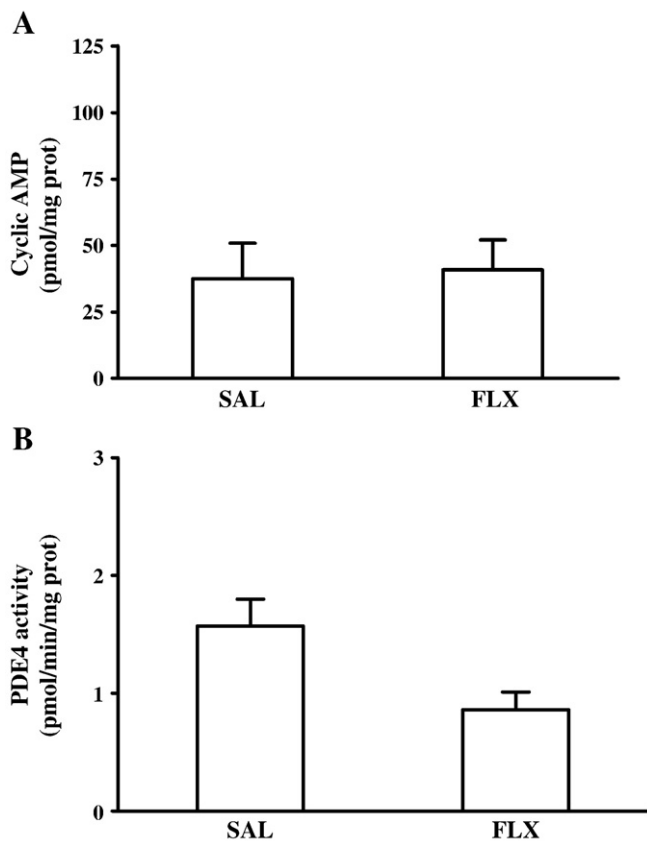 A
125
100
75
50
25
0
Cyclic AMP
(pmol/mg prot)
SAL FLX
B
3
2
1
0
PDE4 activity
(pmol/min/mg prot)
SAL FLX